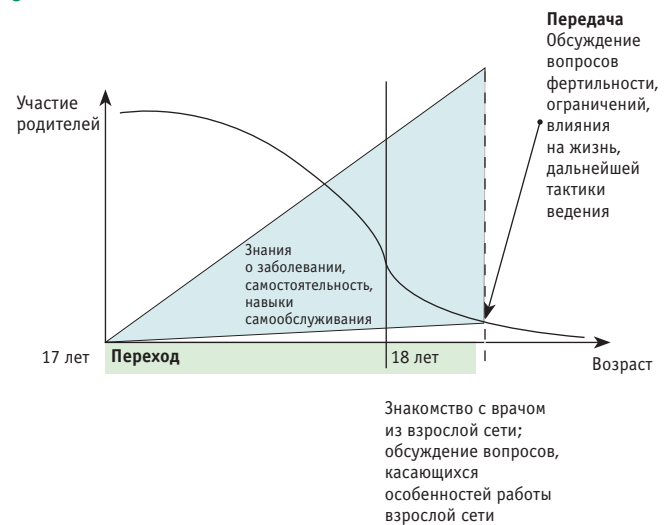 Передача
Обсуждение
вопросов
фертильности,
ограничений,
влияния
на жизнь,
дальнейшей
тактики
ведения
Участие
родителей
Знания
о заболевании,
самостоятельность,
навыки
самообслуживания
17 лет
Переход
18 лет
Возраст
Знакомство с врачом
из взрослой сети;
обсуждение вопросов,
касающихся
особенностей работы
взрослой сети